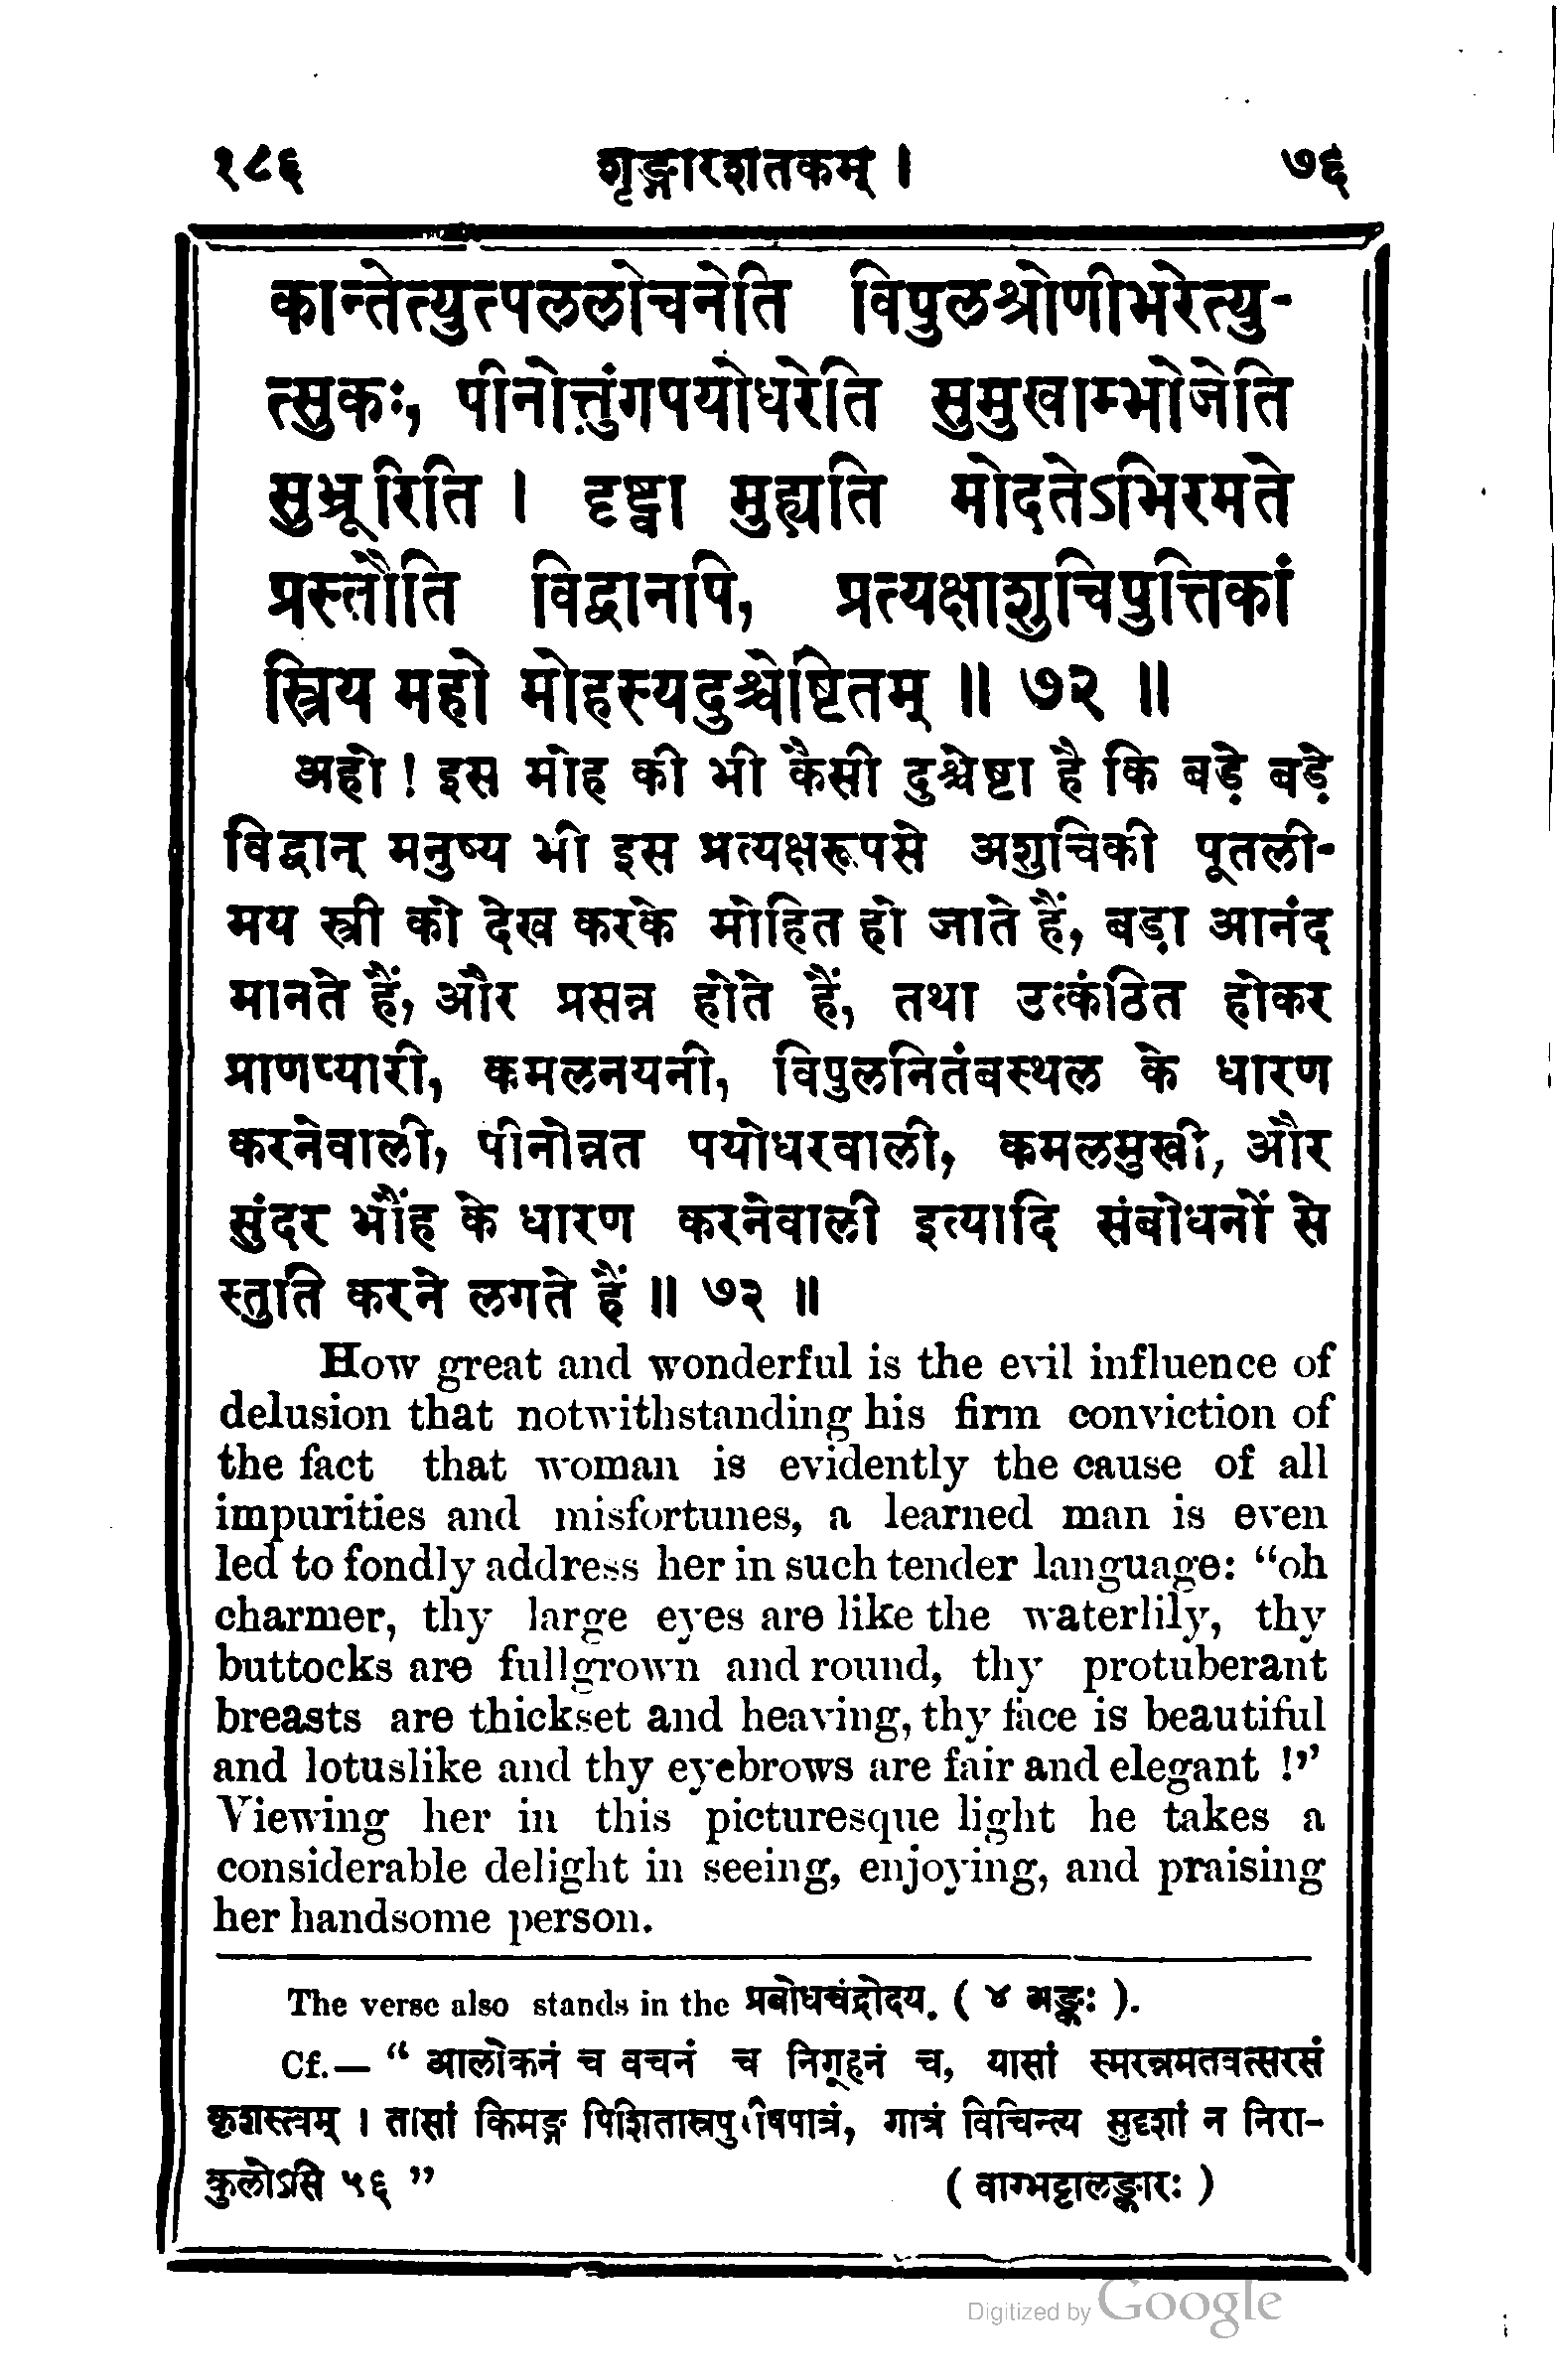 १८६ शृङ्गारशतकम् । ७६
कान्तेत्युत्पललोचनेति विपुलश्रोणीभरेत्यु-
त्सुकः, पीनोत्तुंगपयोधरेति सुमुखाम्भोजेति
सुभ्रूरिति । दृष्ट्वा मुह्यति मोदतेऽभिरमते
प्रस्तौति विद्वानपि, प्रत्यक्षाशुचिपुत्तिकां
स्त्रिय महो मोहस्यदुश्चेष्टितम् ॥ ७२ ॥
अहो ! इस मोह की भी कैसी दुश्चेष्टा है कि बड़े बड़े
विद्वान् मनुष्य भी इस प्रत्यक्षरूपसे अशुचिकी पूतली-
मय स्त्री को देख करके मोहित हो जाते हैं, बड़ा आनंद
मानते हैं, और प्रसन्न होते हैं, तथा उत्कंठित होकर
प्राणप्यारी, कमलनयनी, विपुलनितंबस्थल के धारण
करनेवाली, पीनोन्नत पयोधरवाली, कमलमुखी, और
सुंदर भौंह के धारण करनेवाली इत्यादि संबोधनों से
स्तुति करने लगते हैं ॥ ७२ ॥
How great and wonderful is the evil influence of
delusion that notwithstanding his firm conviction of
the fact that woman is evidently the cause of all
impurities and misfortunes, a learned man is even
led to fondly address her in such tender language: “oh
charmer, thy large eyes are like the waterlily, thy
buttocks are fullgrown and round, thy protuberant
breasts are thickset and heaving, thy face is beautiful
and lotuslike and thy eyebrows are fair and elegant !”
Viewing her in this picturesque light he takes a
considerable delight in seeing, enjoying, and praising
her handsome person.
The verse also stands in the प्रबोधचंद्रोदय. ( ४ अङ्कः ).
Cf.— “ आलोकनं च वचनं च निगूहनं च, यासां स्मरन्नमतवत्सरसं
कृशस्त्वम् । तासां किमङ्ग पिशितास्रपुरीषपात्रं, गात्रं विचिन्त्य सुदृशां न निरा-
कुलोऽसि ५६ ” ( वाग्भट्टालङ्कारः )
Digitized by Google